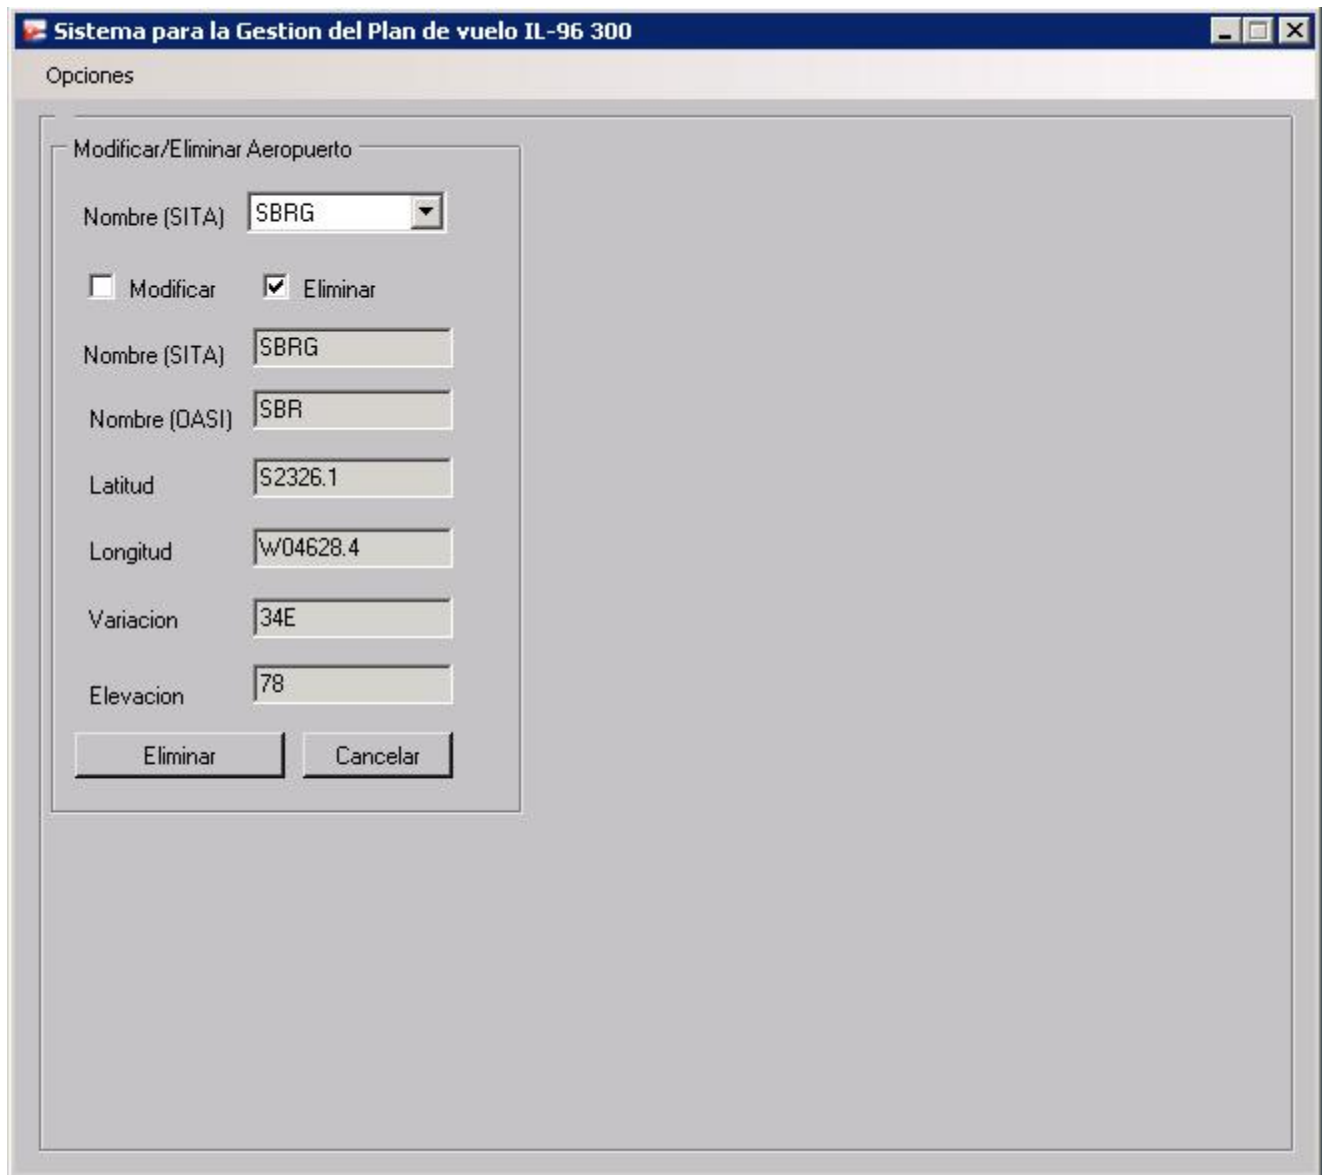 Sistema para la Gestion del Plan de vuelo IL-96 300
Opciones
Modificar/Eliminar Aeropuerto
Nombre (SITA) SBRG
Modificar Eliminar
Nombre (SITA) SBRG
Nombre (OASI) SBR
Latitud S2326.1
Longitud W04628.4
Variacion 34E
Elevacion 78
Eliminar Cancelar